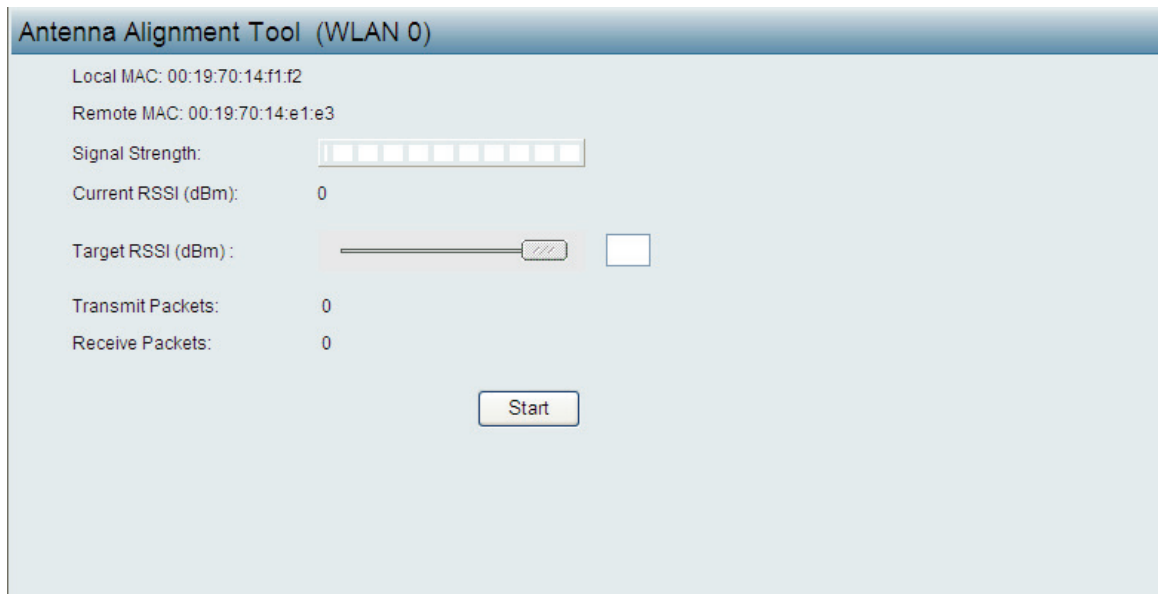 Antenna Alignment Tool (WLAN 0)
Local MAC: 00:19:70:14:f1:f2
Remote MAC: 00:19:70:14:e1:e3
Signal Strength:
Current RSSI (dBm): 0
Target RSSI (dBm) :
Transmit Packets: 0
Receive Packets: 0
Start